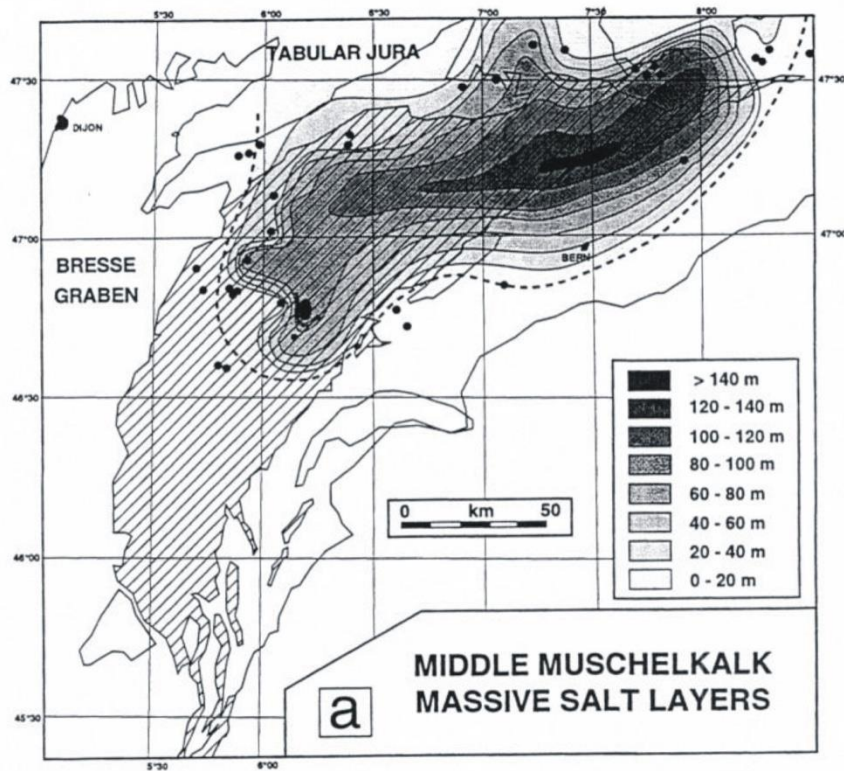 5°30 6°00 6°30 7°00 7°30 8°00
TABULAR JURA
47°30
47°30
DIJON
47°00
47°00
BRESSE
GRABEN
BERN
> 140 m
120 - 140 m
100 - 120 m
80 - 100 m
60 - 80 m
40 - 60 m
20 - 40 m
0 - 20 m
46°30
0 km 50
46°00
MIDDLE MUSCHELKALK
MASSIVE SALT LAYERS
a
45°30
5°30 6°00